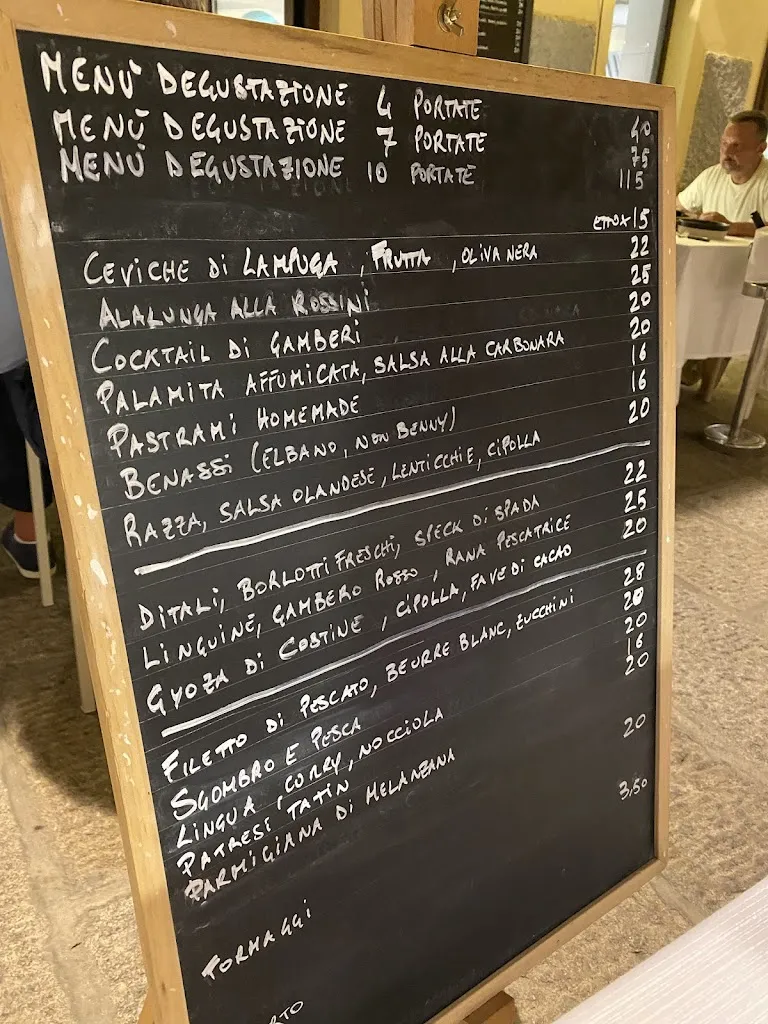 MENÙ DEGUSTAZIONE 4 PORTATE 40
MENÙ DEGUSTAZIONE 7 PORTATE 75
MENÙ DEGUSTAZIONE 10 PORTATE 115
ETTO X 15
CEVICHE DI LAMPUGA, FRUTTA, OLIVA NERA 22
ALALUNGA ALLA ROSSINI 25
COCKTAIL DI GAMBERI 20
PALAMITA AFFUMICATA, SALSA ALLA CARBONARA 20
PASTRAMI HOMEMADE 16
BENASSI (ELBANO, NON BENNY) 16
RAZZA, SALSA OLANDESE, LENTICCHIE, CIPOLLA 20
DITALI, BORLOTTI FRESCHI, SPECK DI SPADA 22
LINGUINE, GAMBERO ROSSO, RANA PESCATRICE 25
GYOZA DI COSTINE, CIPOLLA, FAVE DI CACAO 20
FILETTO DI PESCATO, BEURRE BLANC, ZUCCHINI 28
SGOMBRO E PESCA 20
LINGUA, CURRY, NOCCIOLA 20
PATRESI TATIN 16
PARMIGIANA DI MELANZANA 20
FORMAGGI 20
RTO 3,50